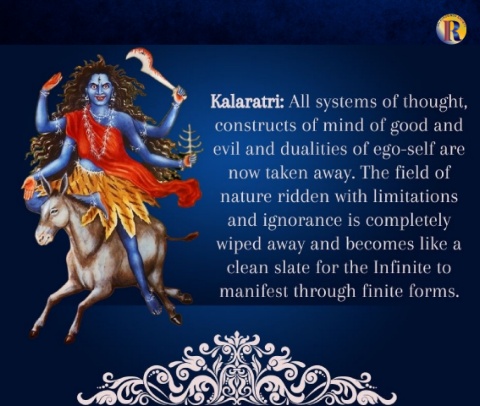 R
Kalaratri: All systems of thought,
constructs of mind of good and
evil and dualities of ego-self are
now taken away. The field of
nature ridden with limitations
and ignorance is completely
wiped away and becomes like a
clean slate for the Infinite to
manifest through finite forms.